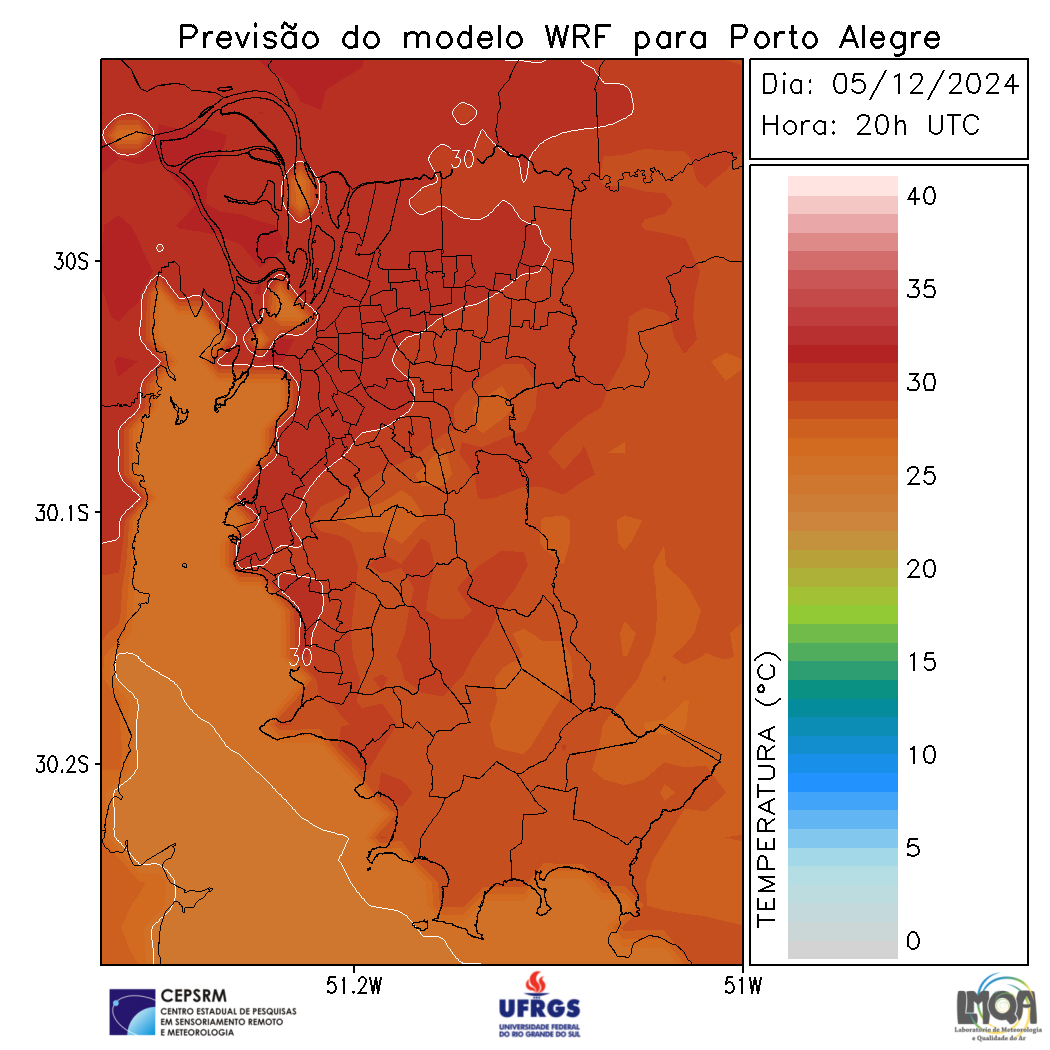 Previsão do modelo WRF para Porto Alegre
Dia: 05/12/2024
Hora: 20h UTC
30S
30.1S
30.2S
51.2W
51W
30
30
TEMPERATURA (°C)
40
35
30
25
20
15
10
5
0
CEPSRM
CENTRO ESTADUAL DE PESQUISAS
EM SENSORIAMENTO REMOTO
E METEOROLOGIA
UFRGS
UNIVERSIDADE FEDERAL
DO RIO GRANDE DO SUL
LMQA
Laboratório de Meteorologia
e Qualidade do Ar